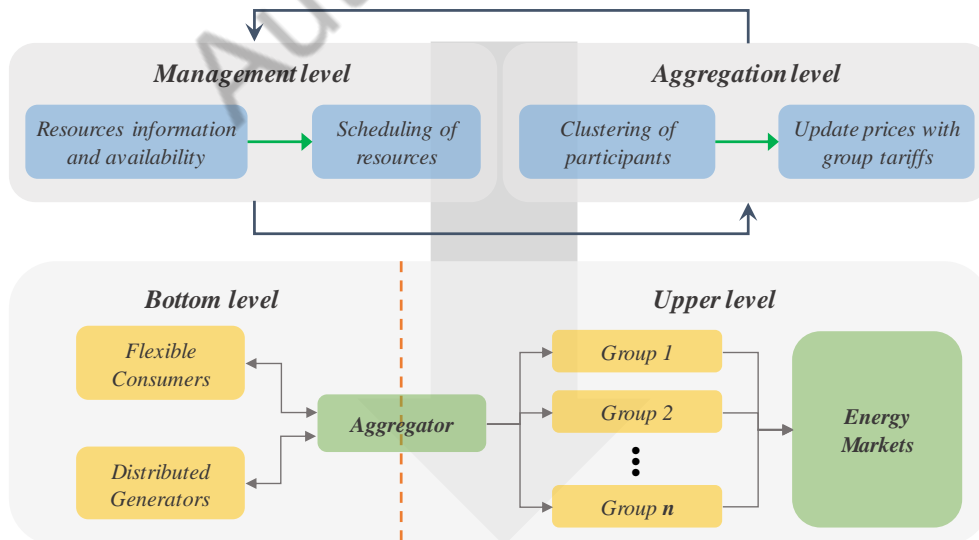 Aut
Management level
Aggregation level
Resources information
and availability
Scheduling of
resources
Clustering of
participants
Update prices with
group tariffs
Bottom level
Upper level
Flexible
Consumers
Distributed
Generators
Aggregator
Group 1
Group 2
Group n
Energy
Markets